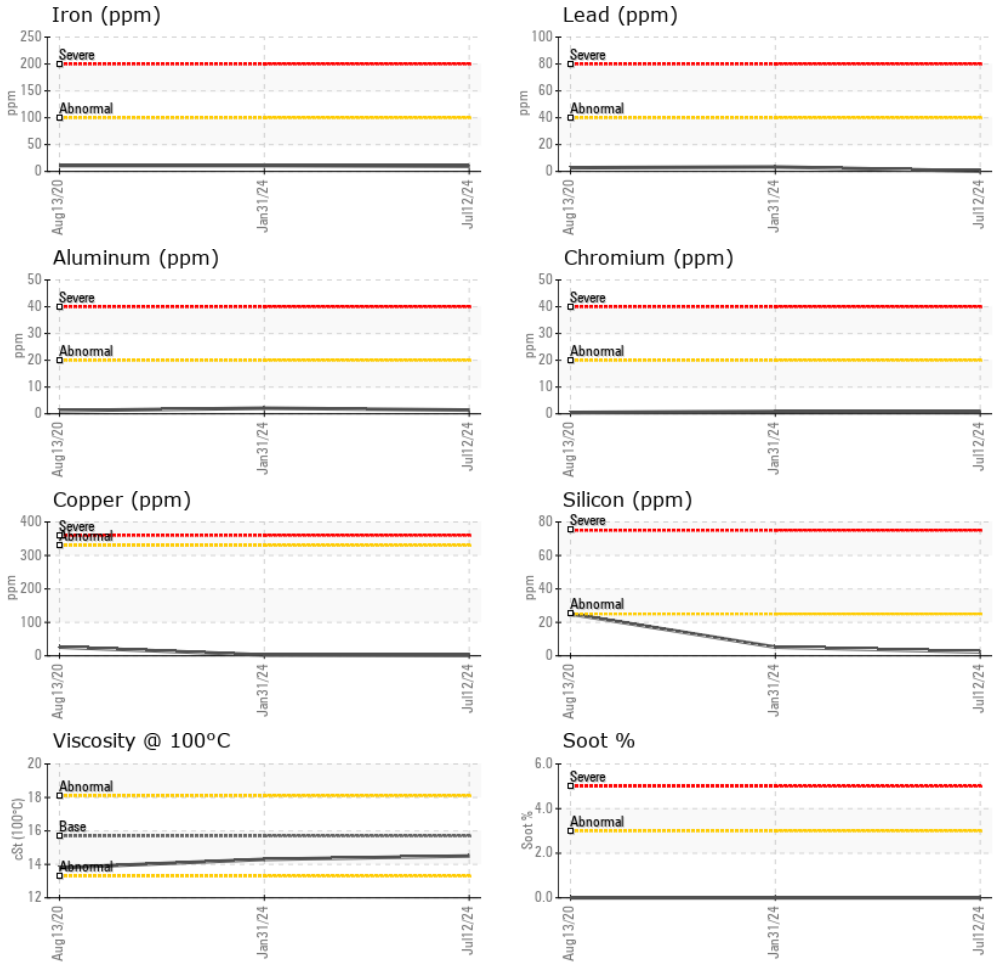 Iron (ppm)
250
200
150
100
50
0
ppm
Severe
Abnormal
Aug13/20
Jan31/24
Jul12/24
Lead (ppm)
100
80
60
40
20
0
ppm
Severe
Abnormal
Aug13/20
Jan31/24
Jul12/24
Aluminum (ppm)
50
40
30
20
10
0
ppm
Severe
Abnormal
Aug13/20
Jan31/24
Jul12/24
Chromium (ppm)
50
40
30
20
10
0
ppm
Severe
Abnormal
Aug13/20
Jan31/24
Jul12/24
Copper (ppm)
400
300
200
100
0
ppm
Severe
Abnormal
Aug13/20
Jan31/24
Jul12/24
Silicon (ppm)
80
60
40
20
0
ppm
Severe
Abnormal
Aug13/20
Jan31/24
Jul12/24
Viscosity @ 100°C
20
18
16
14
12
cSt (100°C)
Abnormal
Base
Abnormal
Aug13/20
Jan31/24
Jul12/24
Soot %
6.0
4.0
2.0
0.0
Soot %
Severe
Abnormal
Aug13/20
Jan31/24
Jul12/24